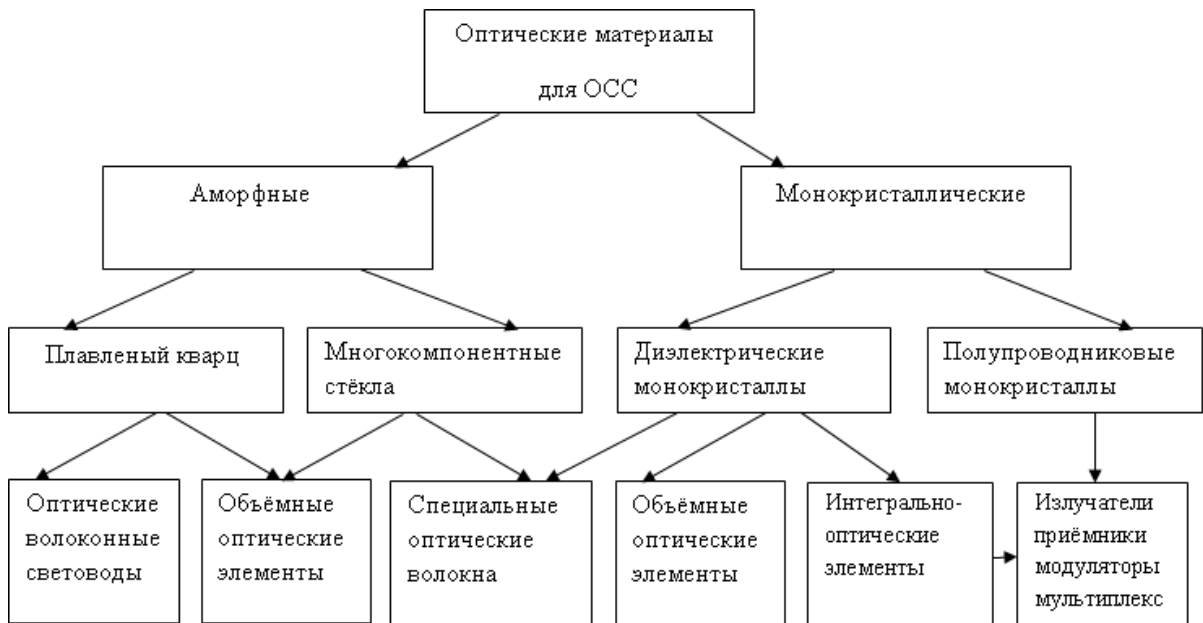 Оптические материалы
для ОСС
Аморфные
Монокристаллические
Плавленый кварц
Многокомпонентные
стёкла
Диэлектрические
монокристаллы
Полупроводниковые
монокристаллы
Оптические
волоконные
световоды
Объёмные
оптические
элементы
Специальные
оптические
волокна
Объёмные
оптические
элементы
Интегрально-
оптические
элементы
Излучатели
приёмники
модуляторы
мультиплекс